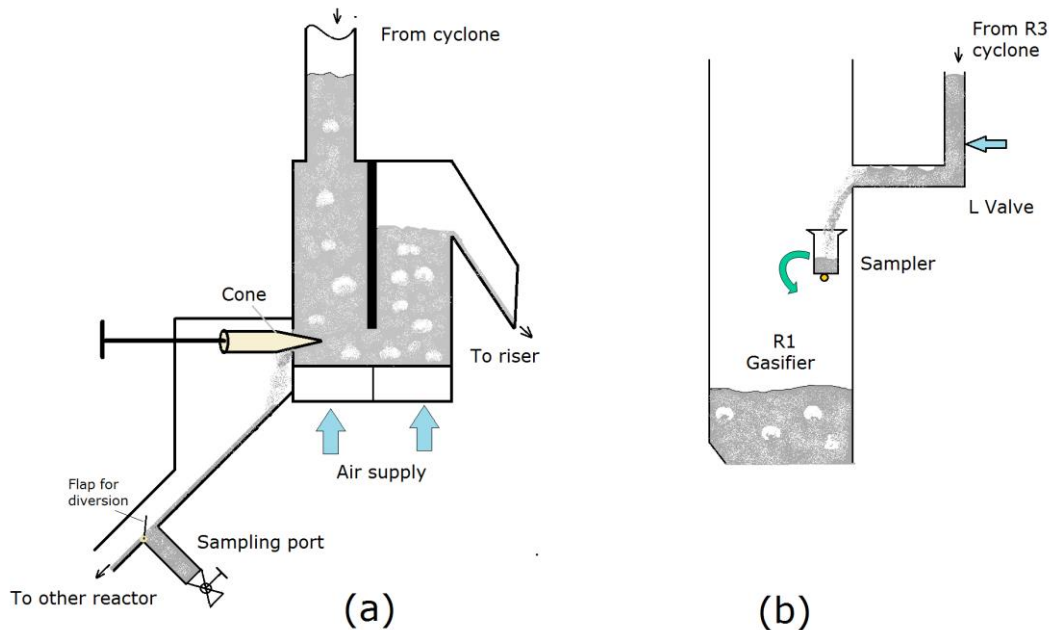 From cyclone
Cone
To riser
Air supply
Flap for
diversion
Sampling port
To other reactor
(a)
From R3
cyclone
L Valve
Sampler
R1
Gasifier
(b)